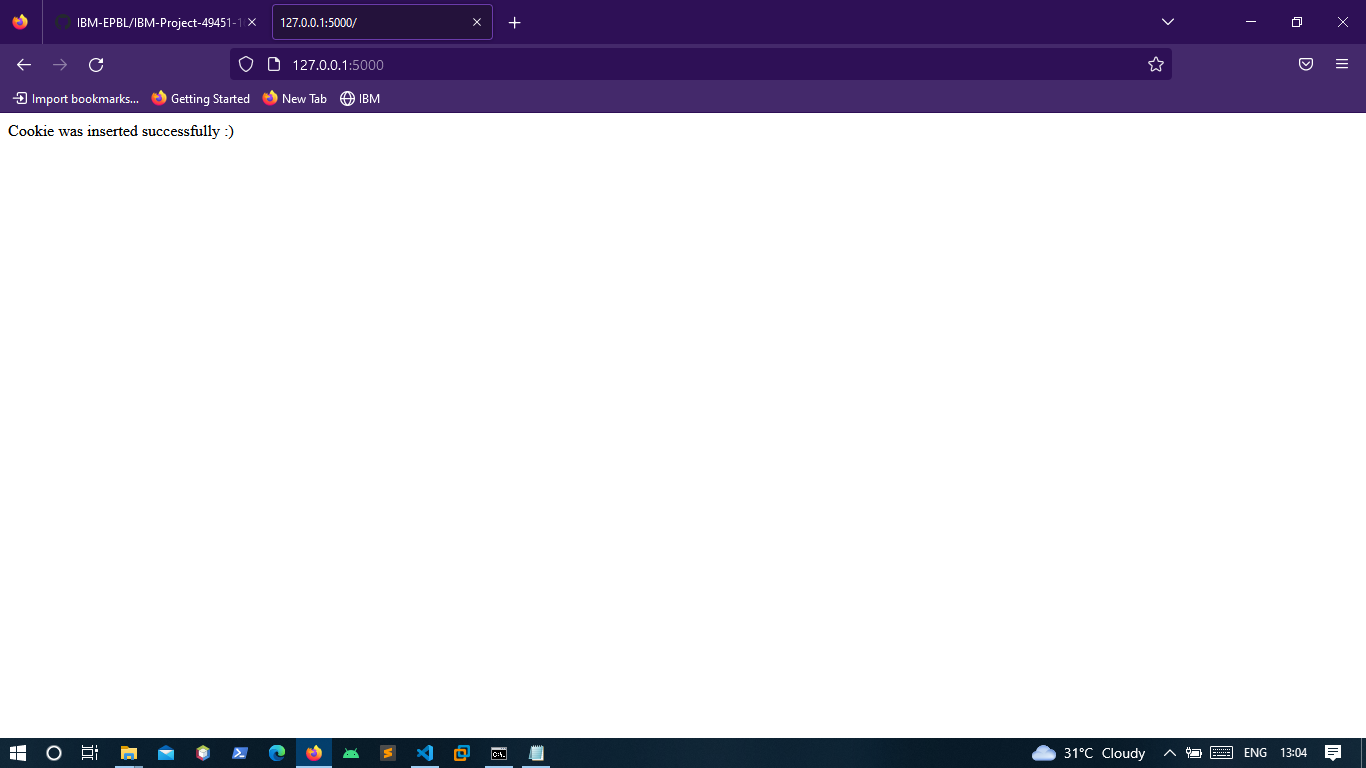 IBM-EPBL/IBM-Project-49451-1
127.0.0.1:5000/
127.0.0.1:5000
Import bookmarks...
Getting Started
New Tab
IBM
Cookie was inserted successfully :)
31°C Cloudy
ENG
13:04